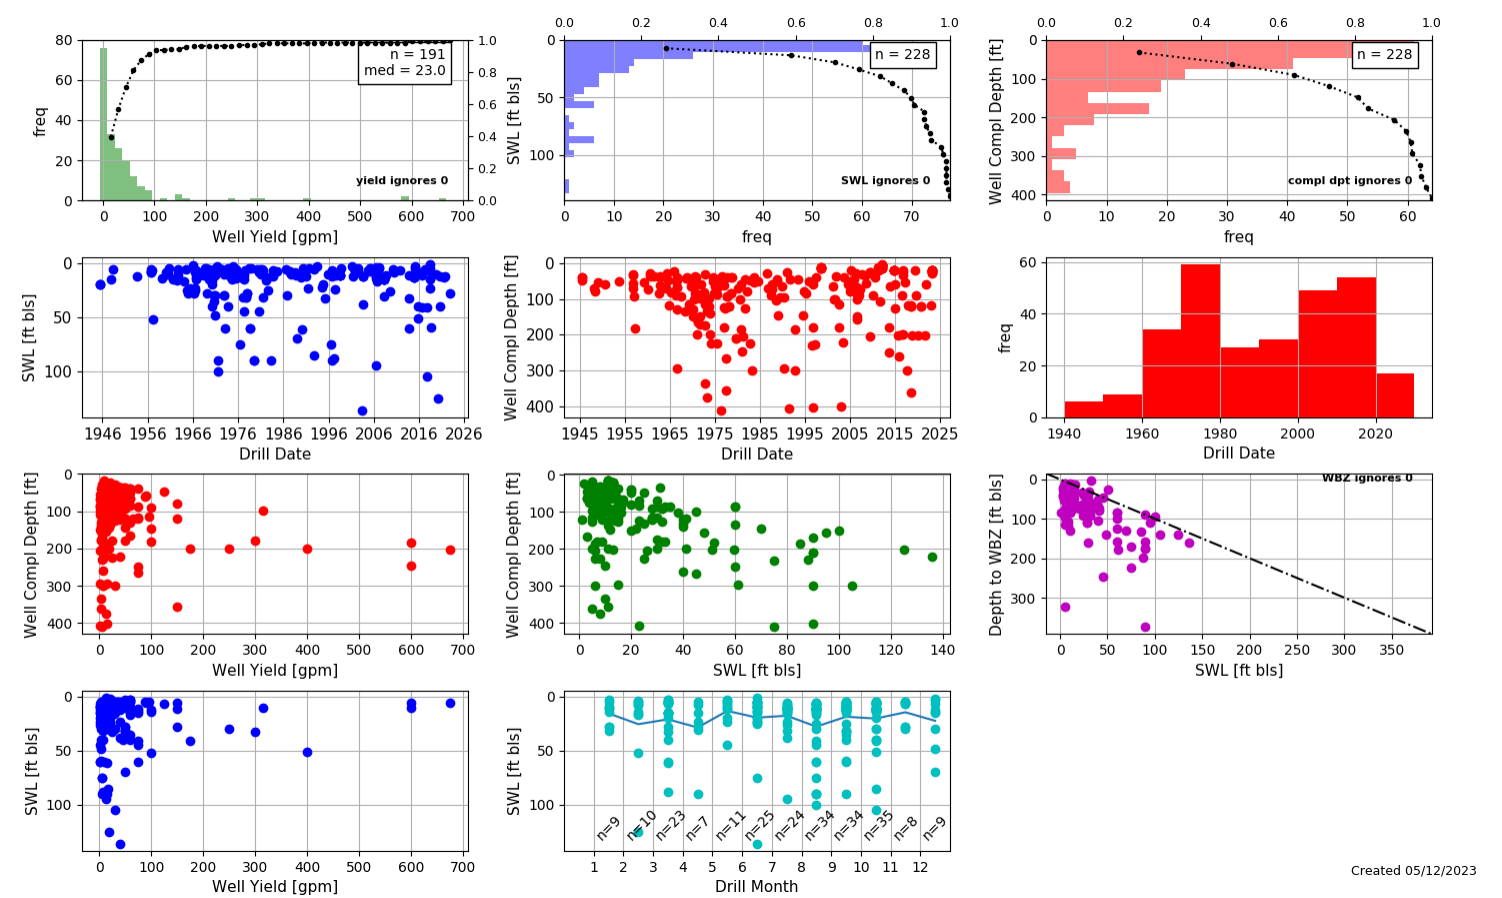 0.0 0.2 0.4 0.6 0.8 1.0
0.0 0.2 0.4 0.6 0.8 1.0
80
60
40
20
0
freq
n = 191
med = 23.0
yield ignores 0
1.0
0.8
0.6
0.4
0.2
0.0
0 100 200 300 400 500 600 700
Well Yield [gpm]
0
50
100
SWL [ft bls]
n = 228
SWL ignores 0
0 10 20 30 40 50 60 70
freq
0
100
200
300
400
Well Compl Depth [ft]
n = 228
compl dpt ignores 0
0 10 20 30 40 50 60
freq
0
50
100
SWL [ft bls]
1946 1956 1966 1976 1986 1996 2006 2016 2026
Drill Date
0
100
200
300
400
Well Compl Depth [ft]
1945 1955 1965 1975 1985 1995 2005 2015 2025
Drill Date
60
40
20
0
freq
1940 1960 1980 2000 2020
Drill Date
0
100
200
300
400
Well Compl Depth [ft]
0 100 200 300 400 500 600 700
Well Yield [gpm]
0
100
200
300
400
Well Compl Depth [ft]
0 20 40 60 80 100 120 140
SWL [ft bls]
0
100
200
300
Depth to WBZ [ft bls]
WBZ ignores 0
0 50 100 150 200 250 300 350
SWL [ft bls]
0
50
100
SWL [ft bls]
0 100 200 300 400 500 600 700
Well Yield [gpm]
0
50
100
SWL [ft bls]
n=9 n=10 n=23 n=7 n=11 n=25 n=24 n=34 n=34 n=35 n=8 n=9
1 2 3 4 5 6 7 8 9 10 11 12
Drill Month
Created 05/12/2023